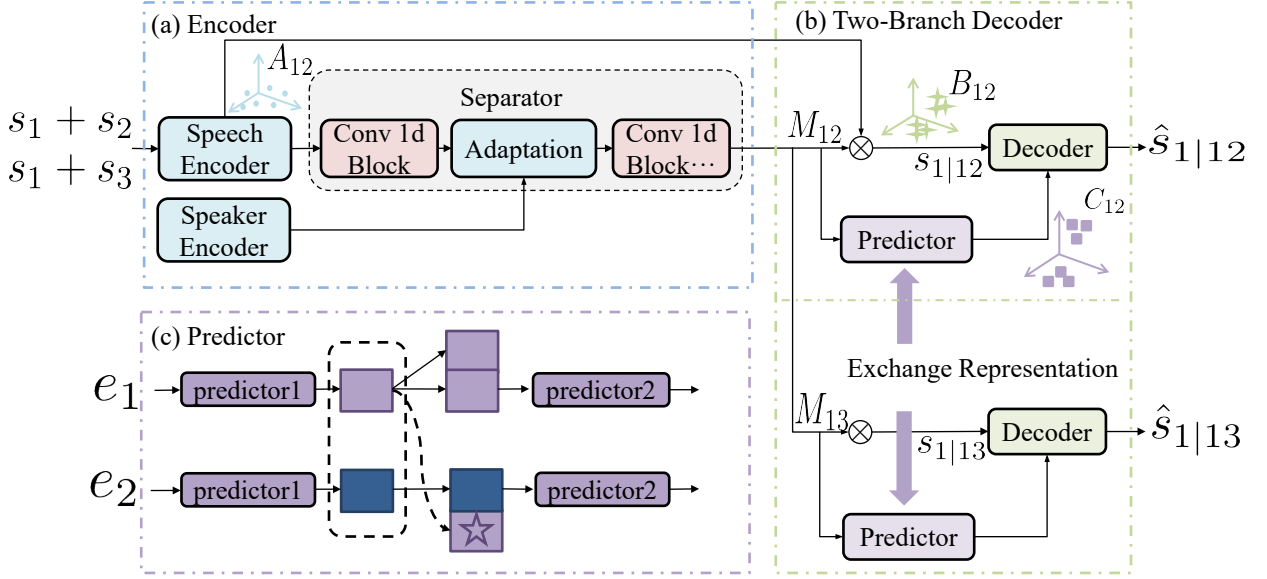 (a) Encoder
A12
s1 + s2
s1 + s3
Speech
Encoder
Separator
Conv 1d
Block
Adaptation
Conv 1d
Block···
Speaker
Encoder
(b) Two-Branch Decoder
M12
B12
s1|12
Decoder
ŝ1|12
C12
Predictor
Exchange Representation
M13
s1|13
Decoder
ŝ1|13
Predictor
(c) Predictor
e1
predictor1
predictor2
e2
predictor1
predictor2